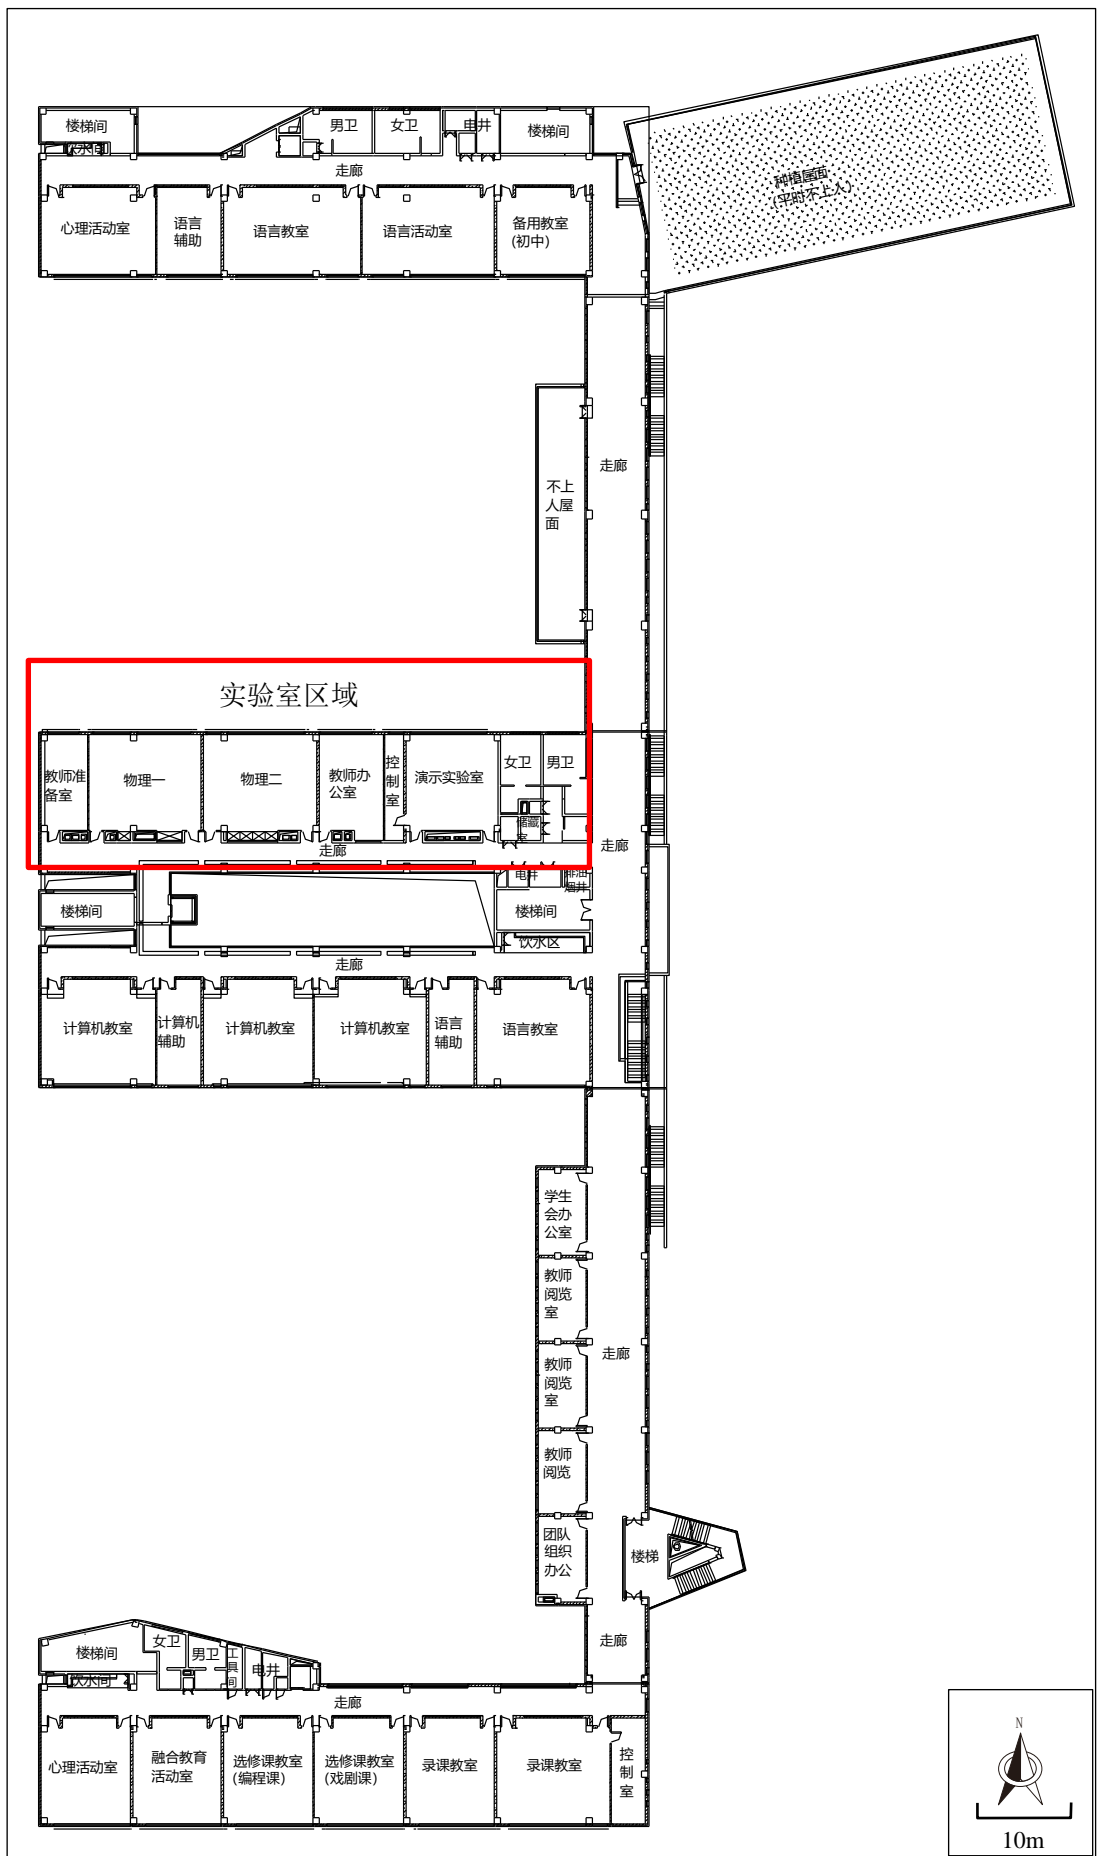 楼梯间
饮水间
男卫
女卫
电井
楼梯间
走廊
种植屋面
(平时不上人)
心理活动室
语言
辅助
语言教室
语言活动室
备用教室
(初中)
走廊
不上
人屋
面
实验室区域
教师准
备室
物理一
物理二
教师办
公室
控
制
室
演示实验室
女卫
男卫
储藏
室
走廊
走廊
电井
排油
烟井
楼梯间
楼梯间
饮水区
走廊
计算机教室
计算机
辅助
计算机教室
计算机教室
语言
辅助
语言教室
学生
会办
公室
教师
阅览
室
走廊
教师
阅览
室
教师
阅览
团队
组织
办公
楼梯
走廊
楼梯间
女卫
男卫
工
具
间
电井
饮水间
走廊
心理活动室
融合教育
活动室
选修课教室
(编程课)
选修课教室
(戏剧课)
录课教室
录课教室
控
制
室
N
10m